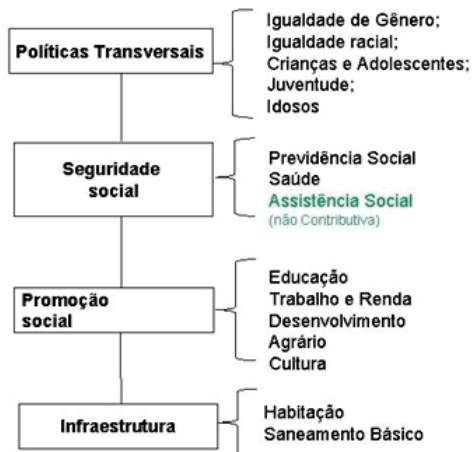 Políticas Transversais
Igualdade de Gênero;
Igualdade racial;
Crianças e Adolescentes;
Juventude;
Idosos
Seguridade
social
Previdência Social
Saúde
Assistência Social
(não Contributiva)
Promoção
social
Educação
Trabalho e Renda
Desenvolvimento
Agrário
Cultura
Infraestrutura
Habitação
Saneamento Básico